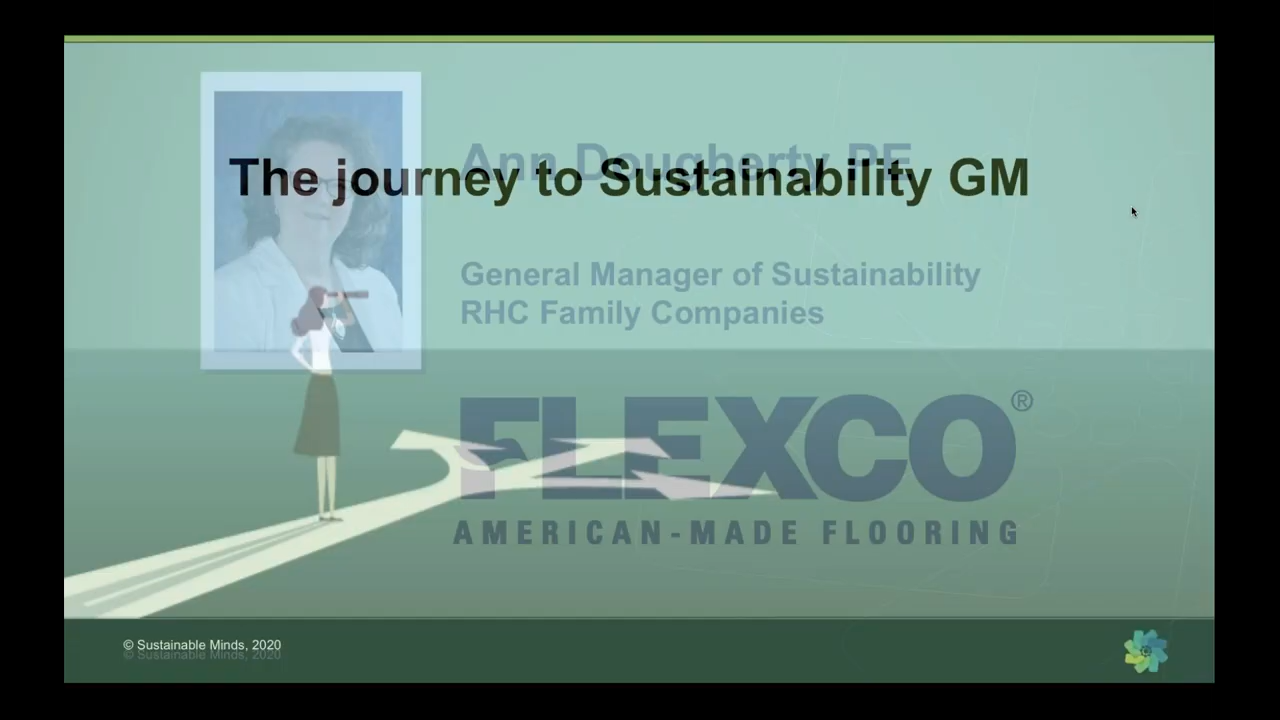 Ann Dougherty PE
The journey to Sustainability GM
General Manager of Sustainability
RHC Family Companies
FLEXCO®
AMERICAN-MADE FLOORING
© Sustainable Minds, 2020
© Sustainable Minds, 2020